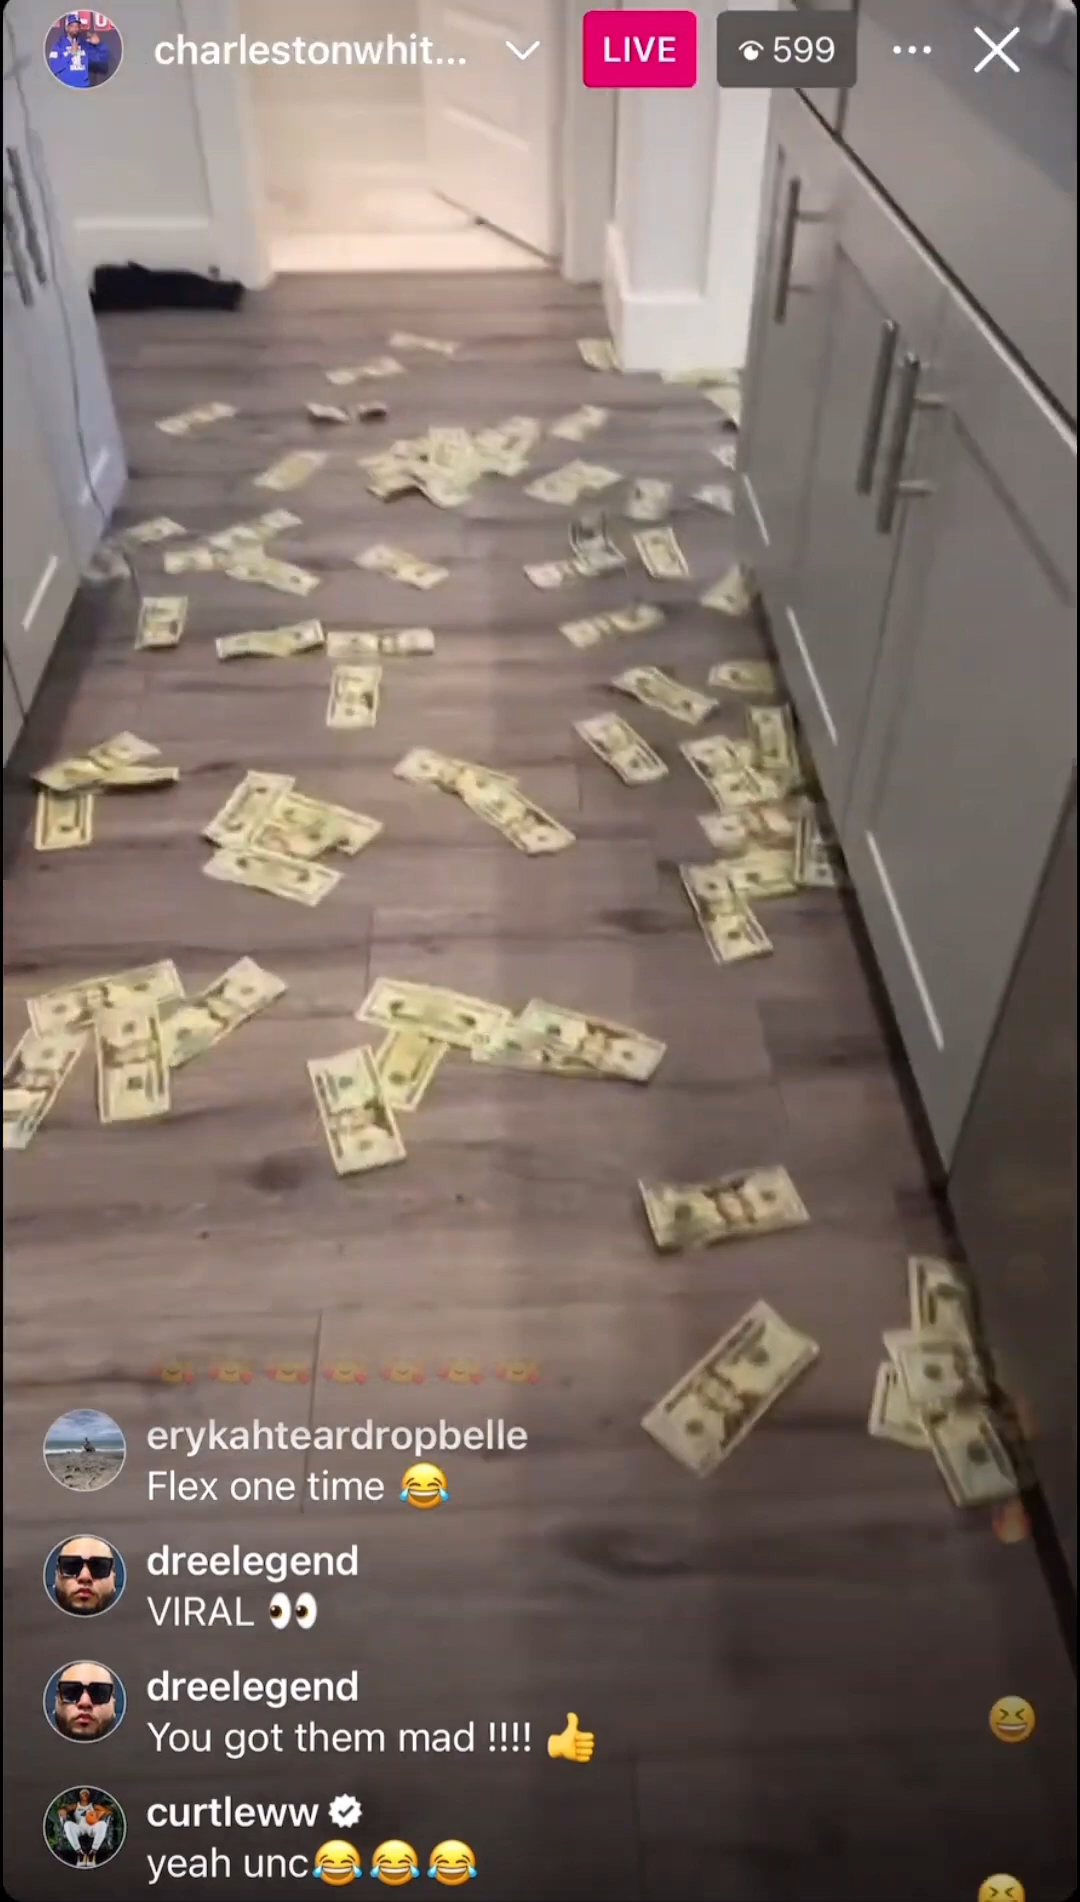 charlestonwhit...
LIVE
599
erykahteardropbelle
Flex one time 😂
dreelegend
VIRAL 👀
dreelegend
You got them mad !!!! 👍
curtleww
yeah unc😂😂😂